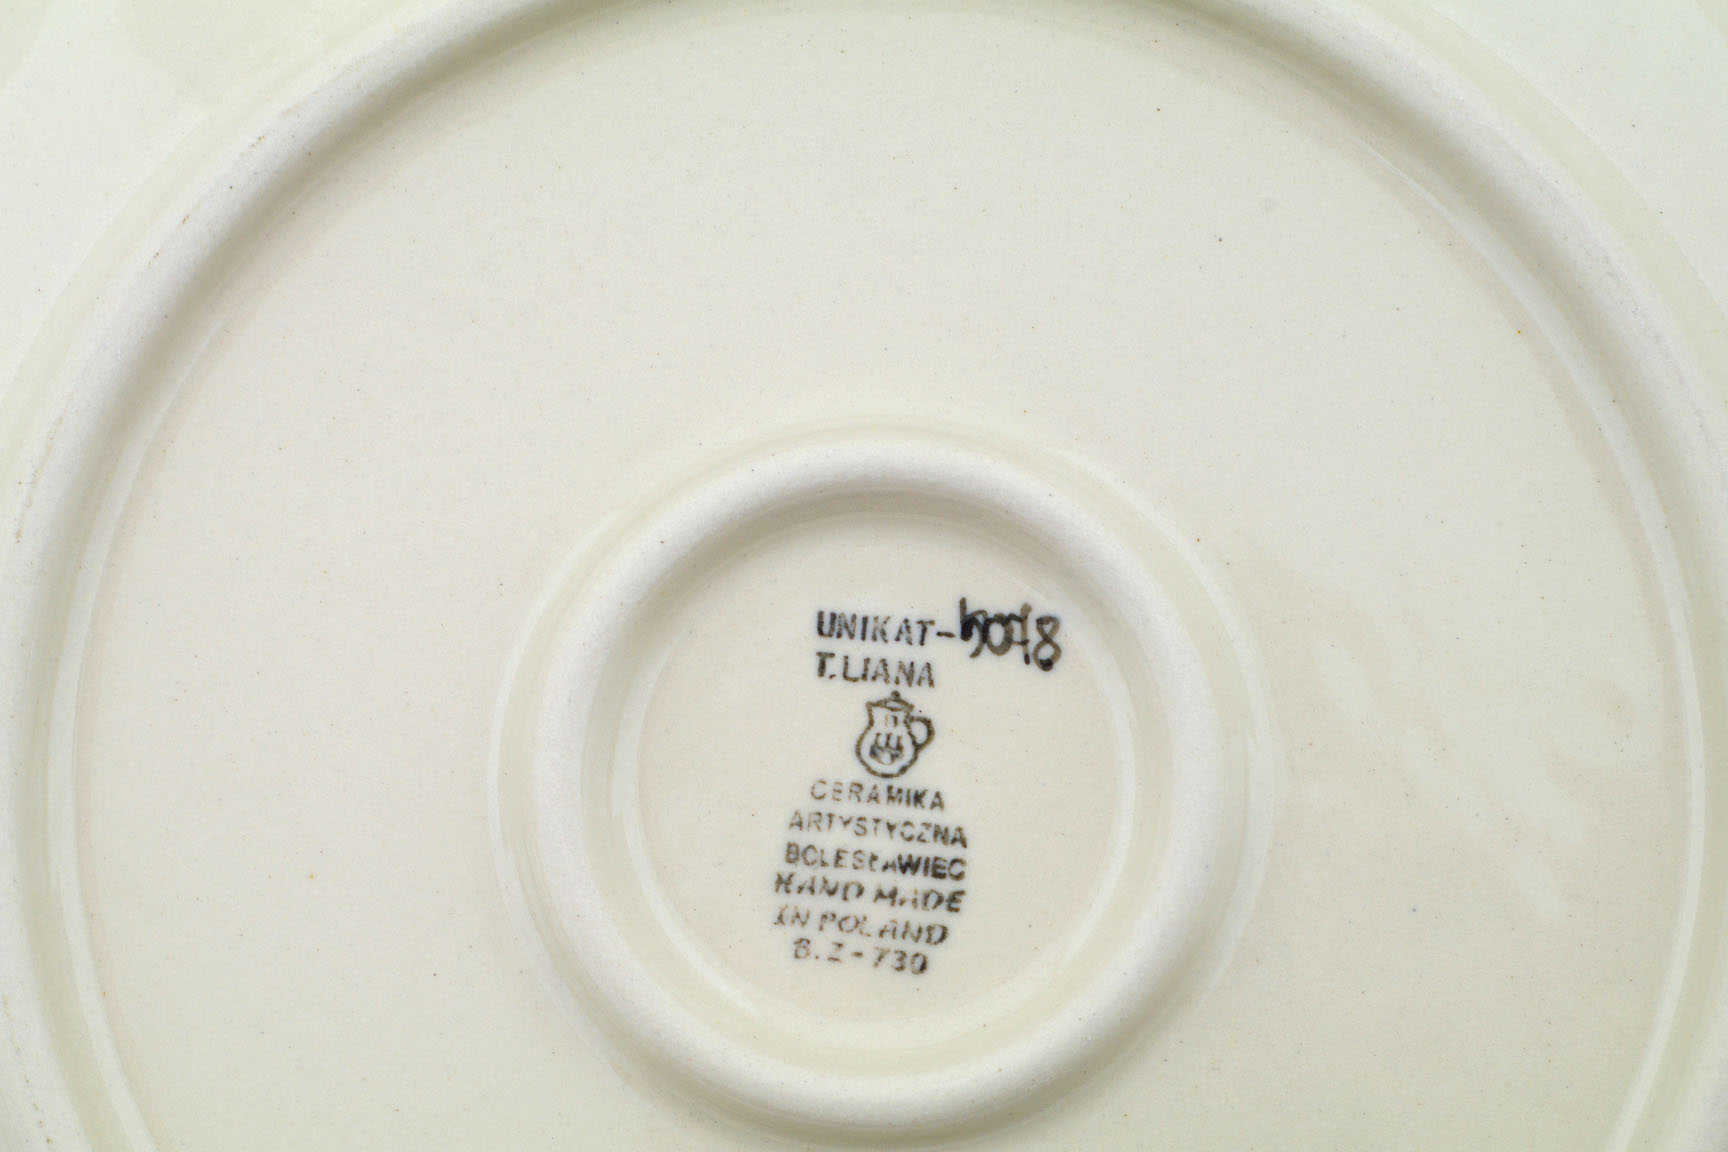 UNIKAT-
T.LIANA
CERAMIKA
ARTYSTYCZNA
BOLESŁAWIEC
HAND MADE
IN POLAND
B.Z-730